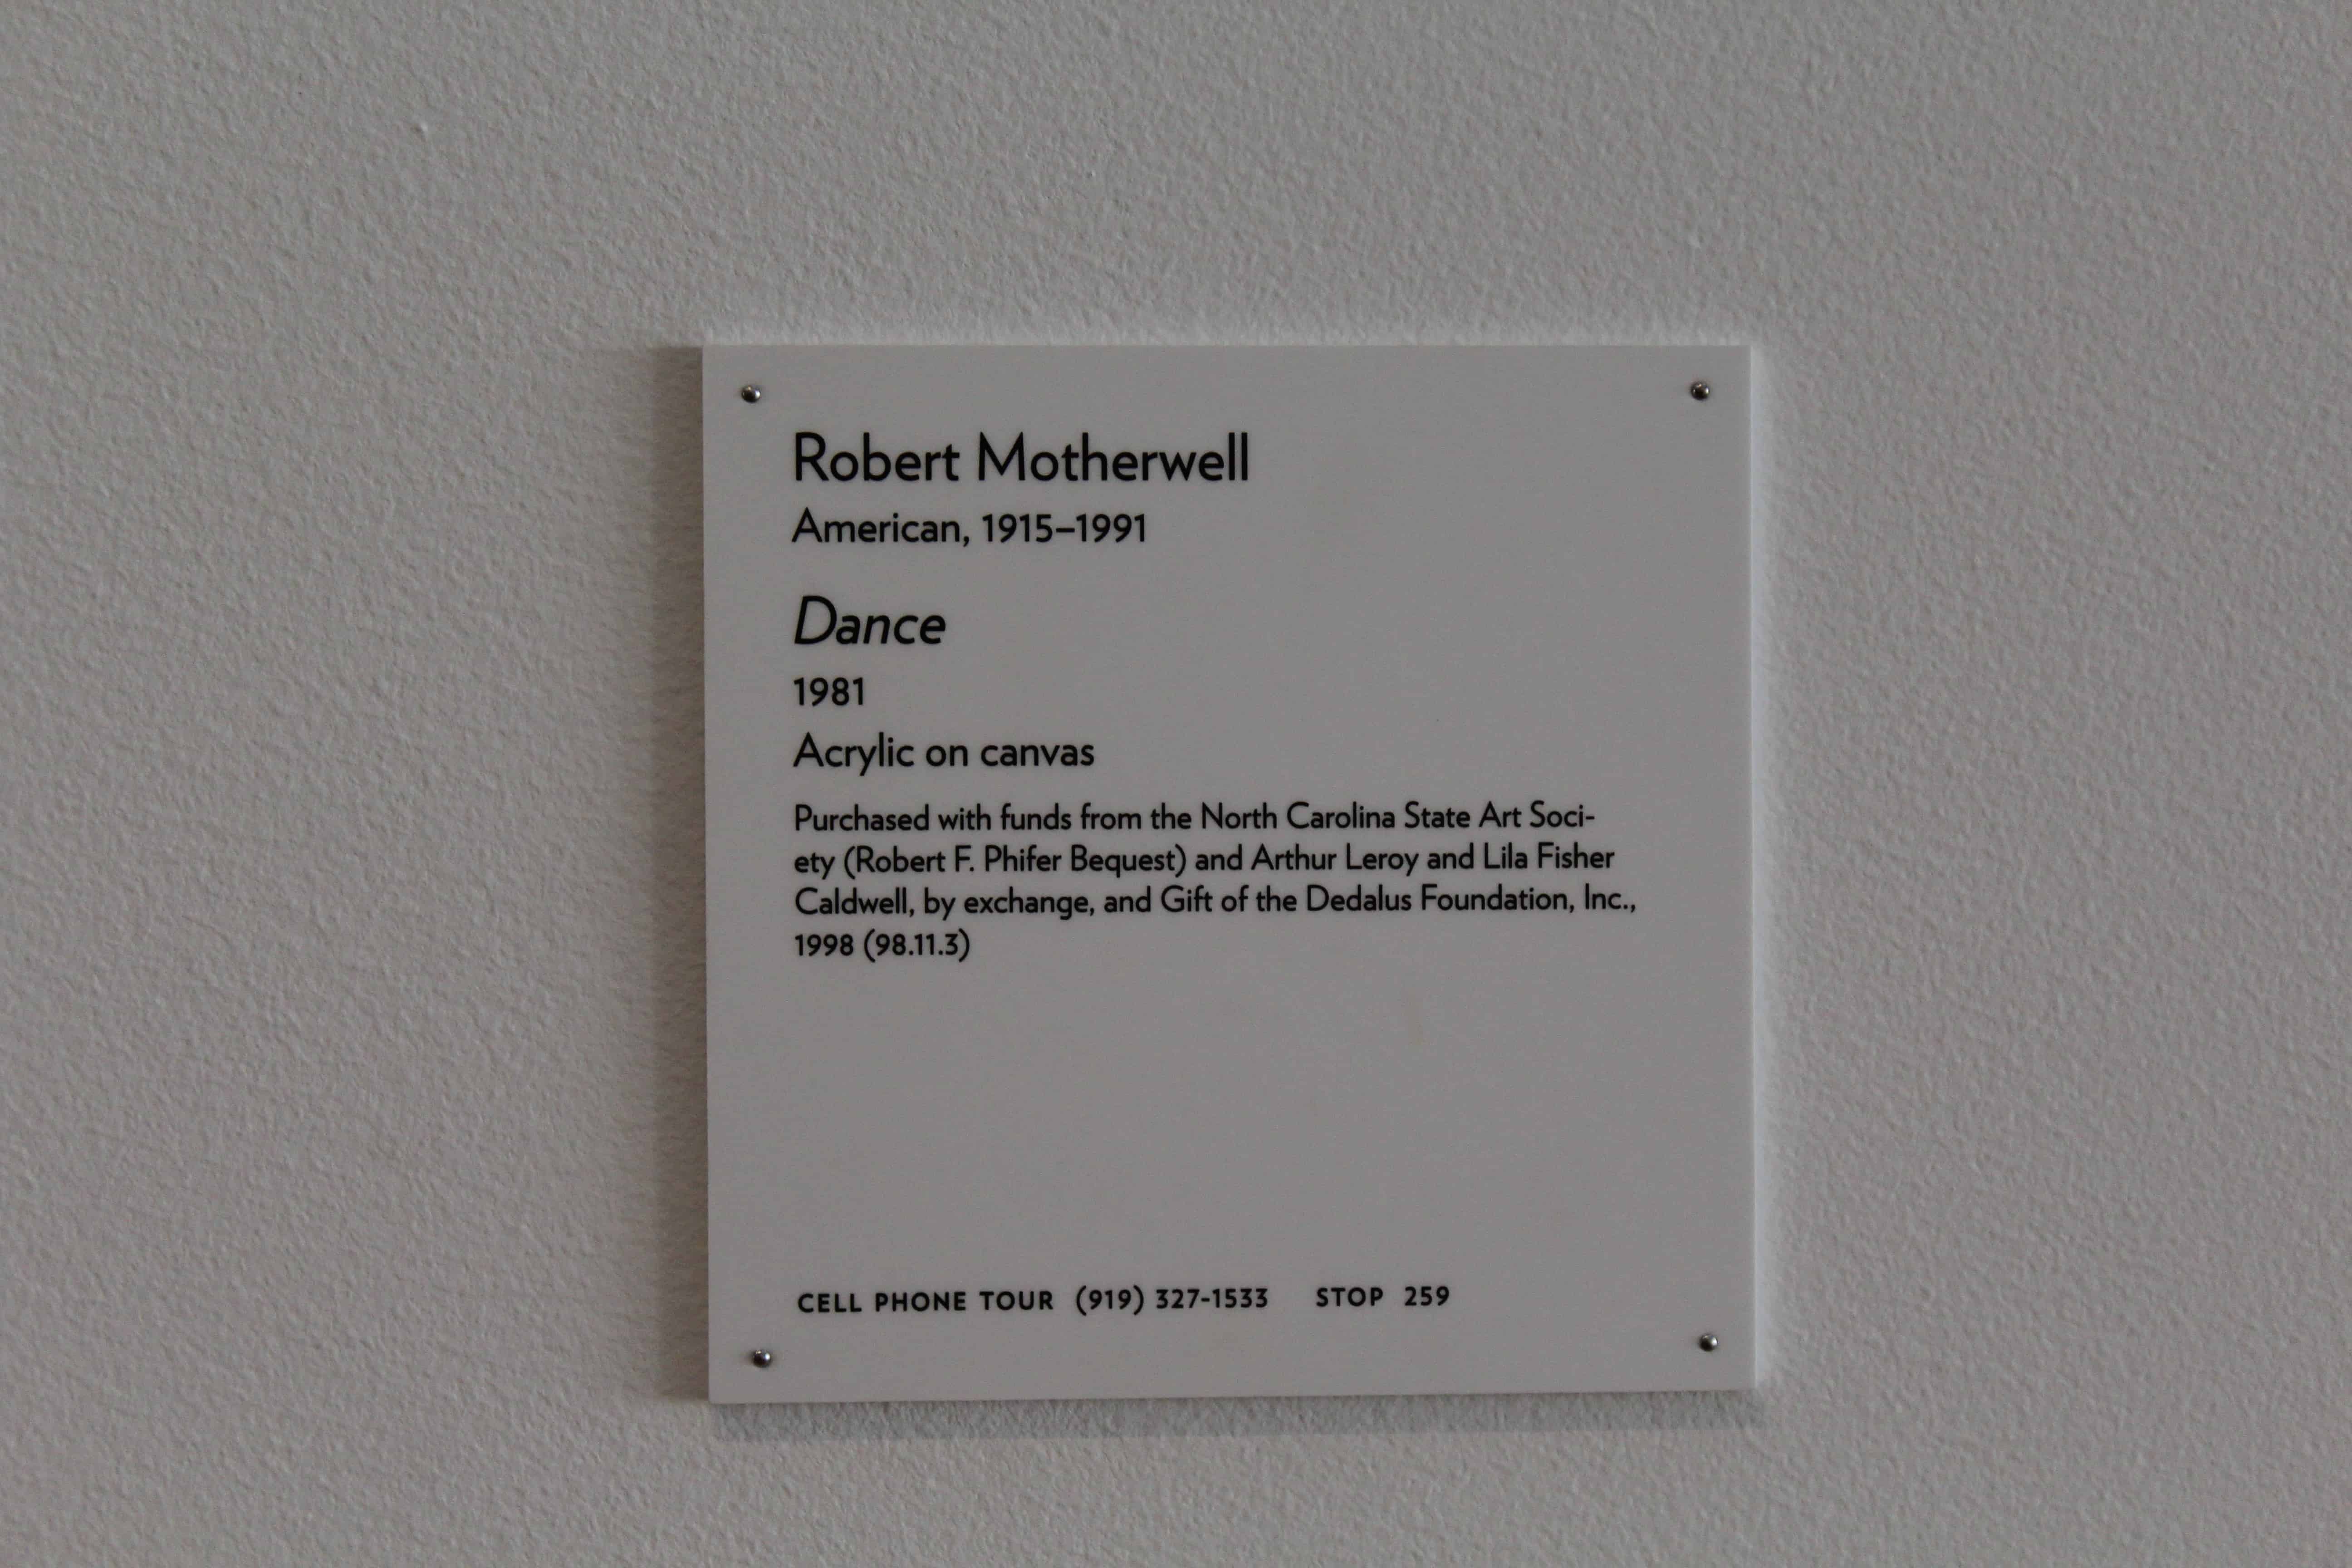 Robert Motherwell
American, 1915–1991
Dance
1981
Acrylic on canvas
Purchased with funds from the North Carolina State Art Soci-
ety (Robert F. Phifer Bequest) and Arthur Leroy and Lila Fisher
Caldwell, by exchange, and Gift of the Dedalus Foundation, Inc.,
1998 (98.11.3)
CELL PHONE TOUR (919) 327-1533 STOP 259